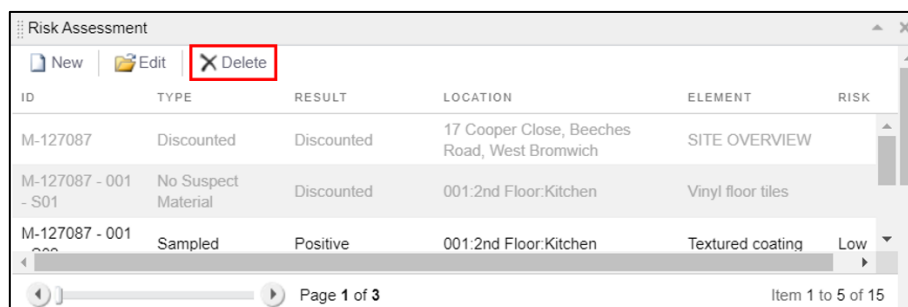 Risk Assessment
New Edit Delete
ID TYPE RESULT LOCATION ELEMENT RISK
M-127087 Discounted Discounted 17 Cooper Close, Beeches Road, West Bromwich SITE OVERVIEW
M-127087 - 001 - S01 No Suspect Material Discounted 001:2nd Floor:Kitchen Vinyl floor tiles
M-127087 - 001 Sampled Positive 001:2nd Floor:Kitchen Textured coating Low
Page 1 of 3 Item 1 to 5 of 15